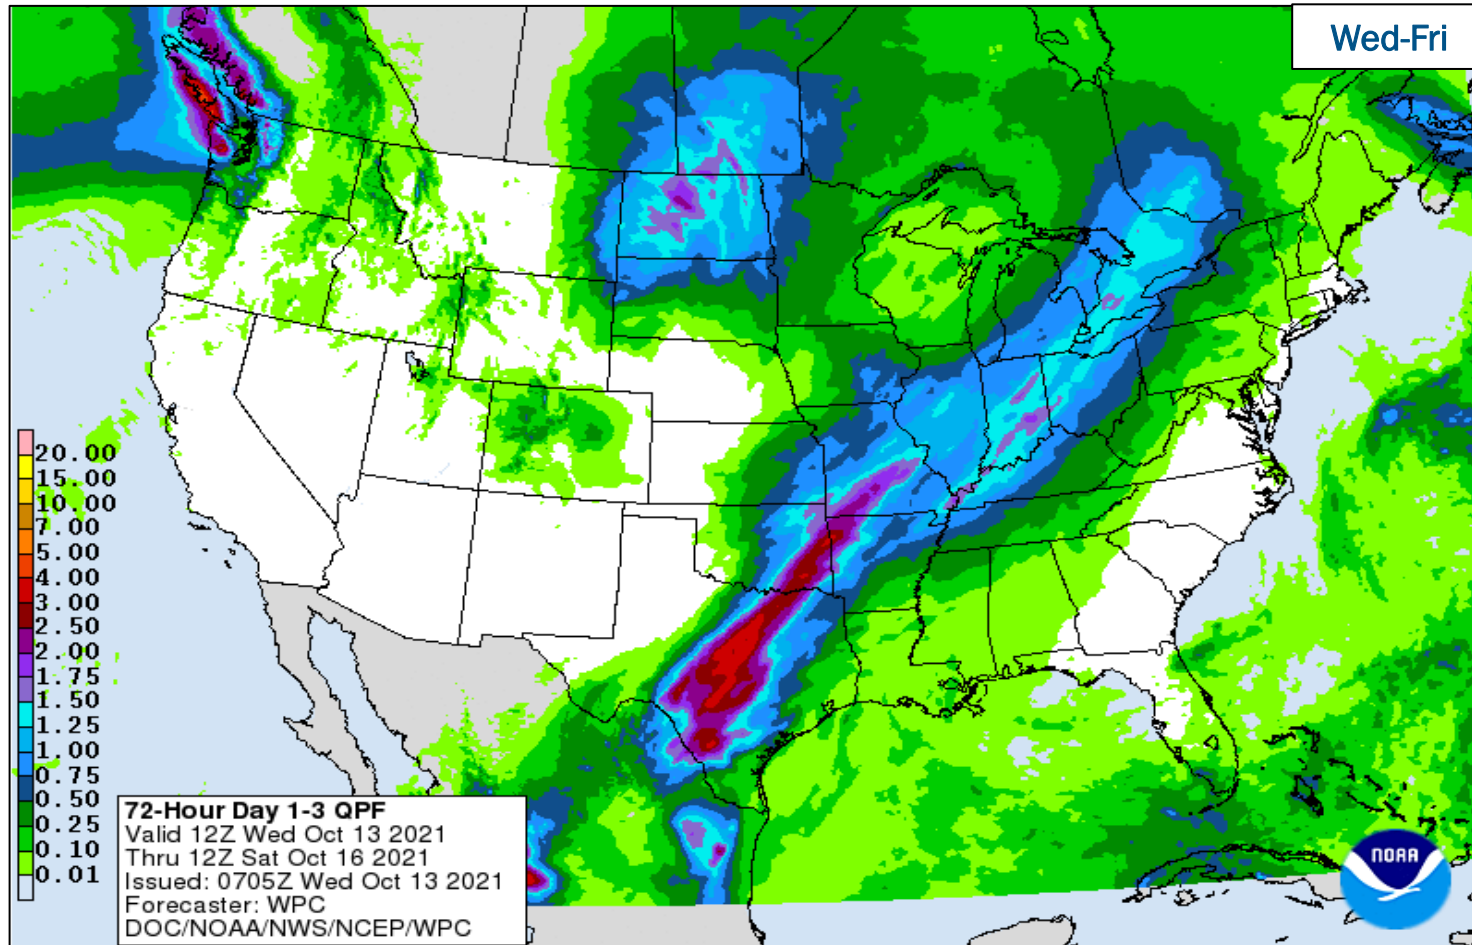 Wed-Fri
20.00
15.00
10.00
7.00
5.00
4.00
3.00
2.50
2.00
1.75
1.50
1.25
1.00
0.75
0.50
0.25
0.10
0.01
72-Hour Day 1-3 QPF
Valid 12Z Wed Oct 13 2021
Thru 12Z Sat Oct 16 2021
Issued: 0705Z Wed Oct 13 2021
Forecaster: WPC
DOC/NOAA/NWS/NCEP/WPC
NOAA